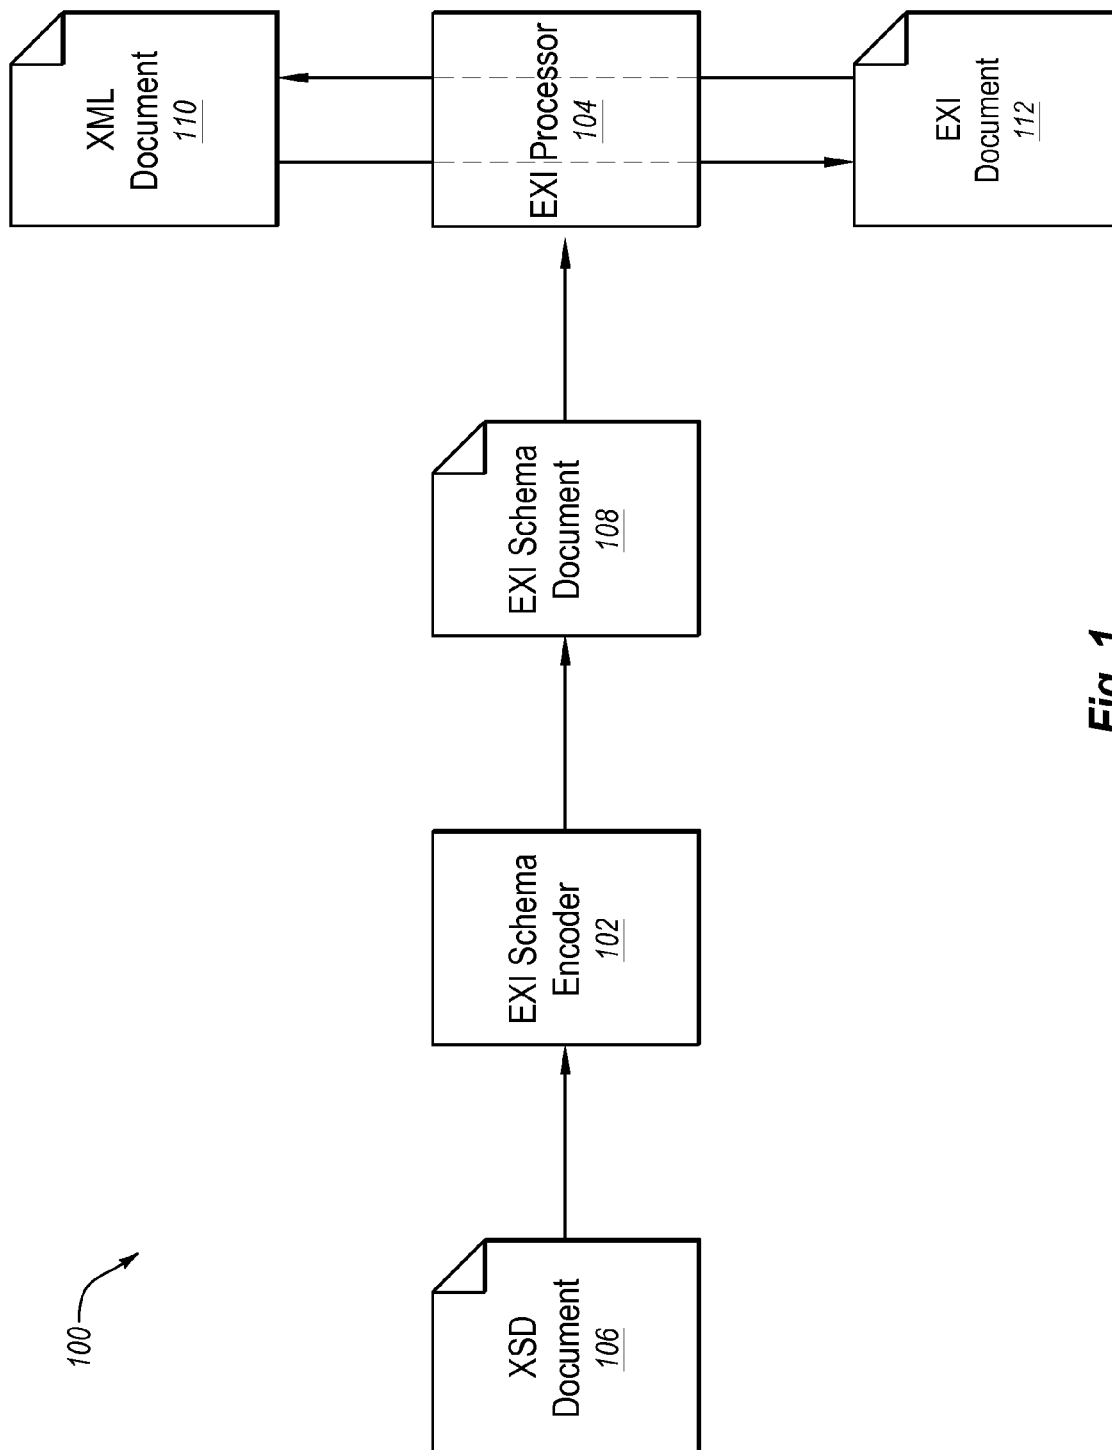 100
XSD
Document
106
EXI Schema
Encoder
102
EXI Schema
Document
108
XML
Document
110
EXI Processor
104
EXI
Document
112
Fig. 1